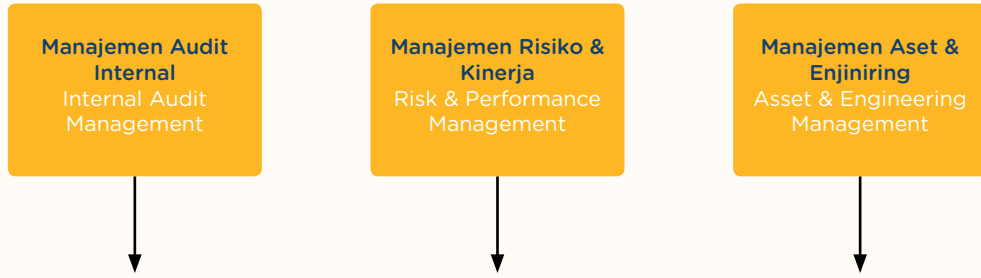 Manajemen Audit
Internal
Internal Audit
Management
Manajemen Risiko &
Kinerja
Risk & Performance
Management
Manajemen Aset &
Enjiniring
Asset & Engineering
Management